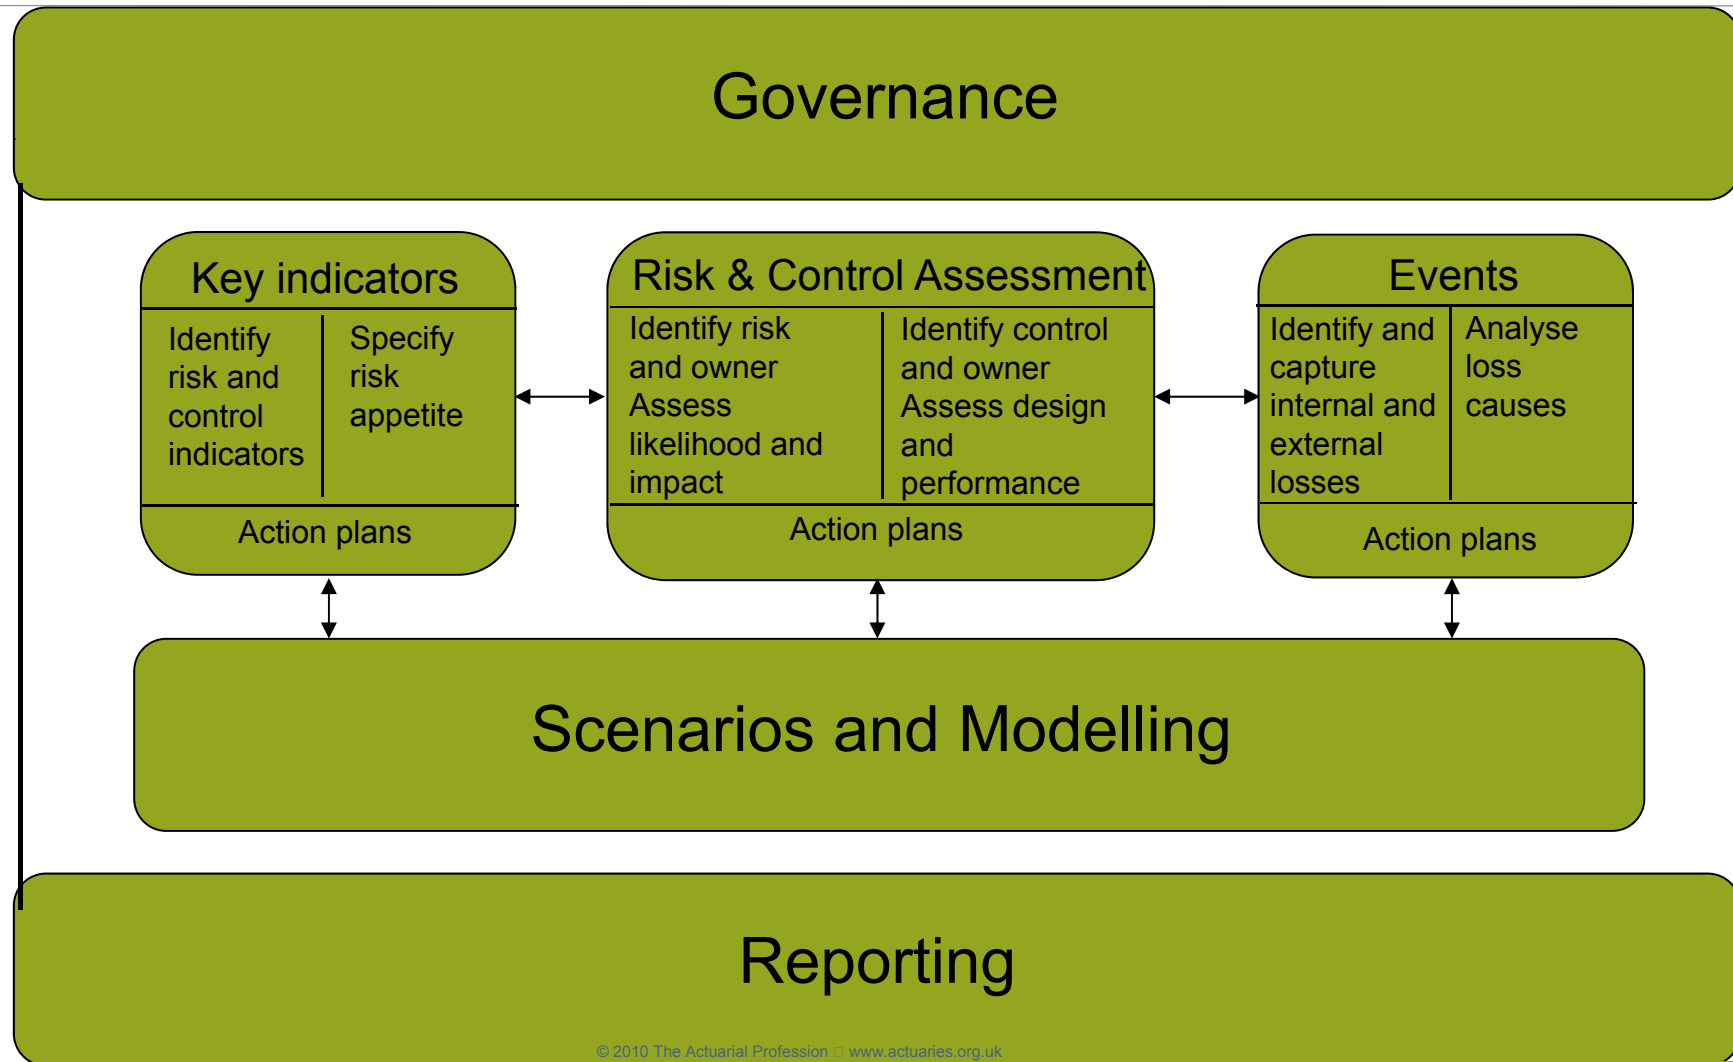 Governance
Key indicators
Identify
risk and
control
indicators
Specify
risk
appetite
Action plans
Risk & Control Assessment
Identify risk
and owner
Assess
likelihood and
impact
Identify control
and owner
Assess design
and
performance
Action plans
Events
Identify and
capture
internal and
external
losses
Analyse
loss
causes
Action plans
Scenarios and Modelling
Reporting
© 2010 The Actuarial Profession □ www.actuaries.org.uk